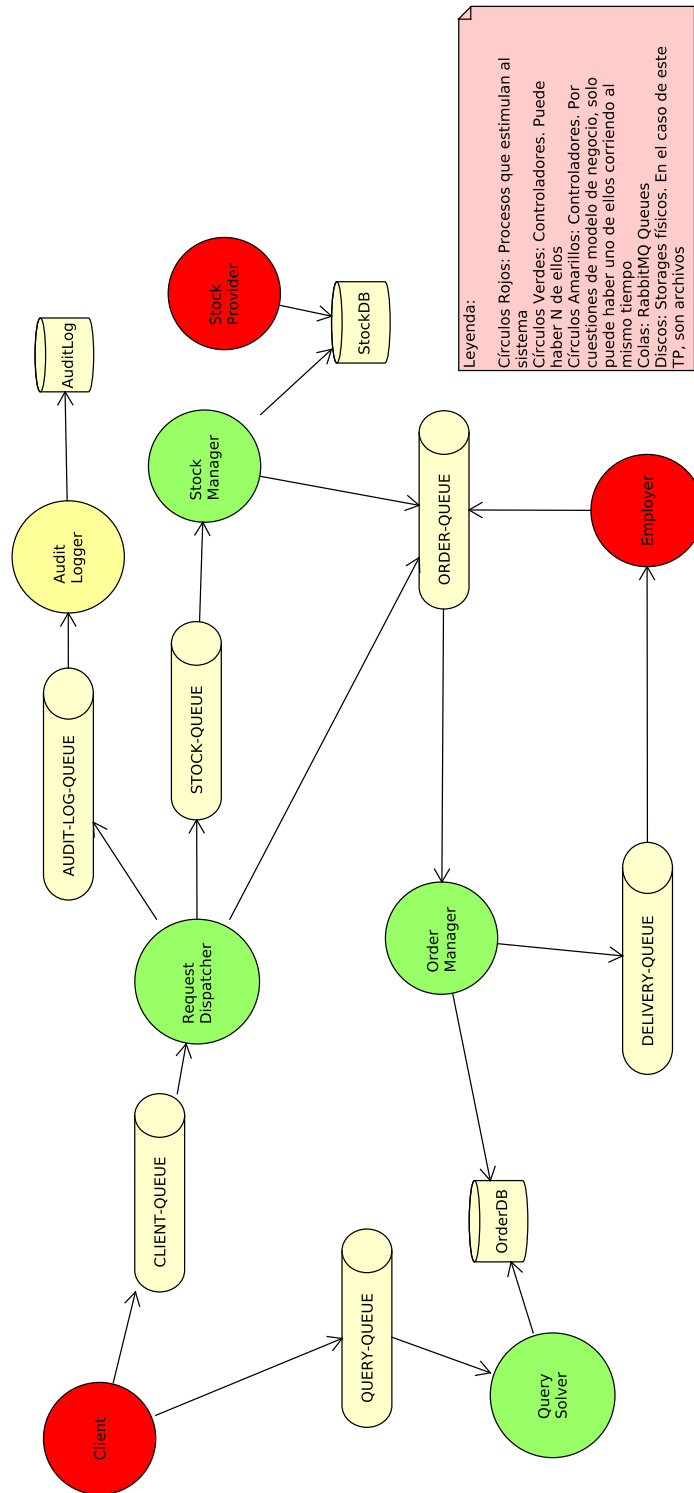 Client
CLIENT-QUEUE
QUERY-QUEUE
Query
Solver
OrderDB
Request
Dispatcher
AUDIT-LOG-QUEUE
STOCK-QUEUE
Order
Manager
DELIVERY-QUEUE
Audit
Logger
AuditLog
Stock
Manager
ORDER-QUEUE
Employer
Stock
Provider
StockDB
Leyenda:
Círculos Rojos: Procesos que estimulan al
sistema
Círculos Verdes: Controladores. Puede
haber N de ellos
Círculos Amarillos: Controladores. Por
cuestiones de modelo de negocio, solo
puede haber uno de ellos corriendo al
mismo tiempo
Colas: RabbitMQ Queues
Discos: Storages físicos. En el caso de este
TP, son archivos